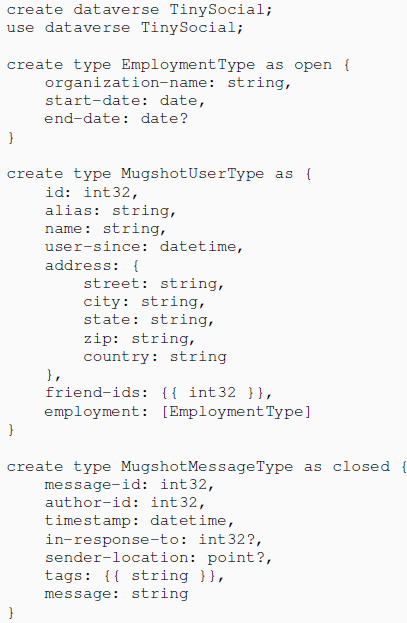 create dataverse TinySocial;
use dataverse TinySocial;

create type EmploymentType as open {
    organization-name: string,
    start-date: date,
    end-date: date?
}

create type MugshotUserType as {
    id: int32,
    alias: string,
    name: string,
    user-since: datetime,
    address: {
        street: string,
        city: string,
        state: string,
        zip: string,
        country: string
    },
    friend-ids: {{ int32 }},
    employment: [EmploymentType]
}

create type MugshotMessageType as closed {
    message-id: int32,
    author-id: int32,
    timestamp: datetime,
    in-response-to: int32?,
    sender-location: point?,
    tags: {{ string }},
    message: string
}